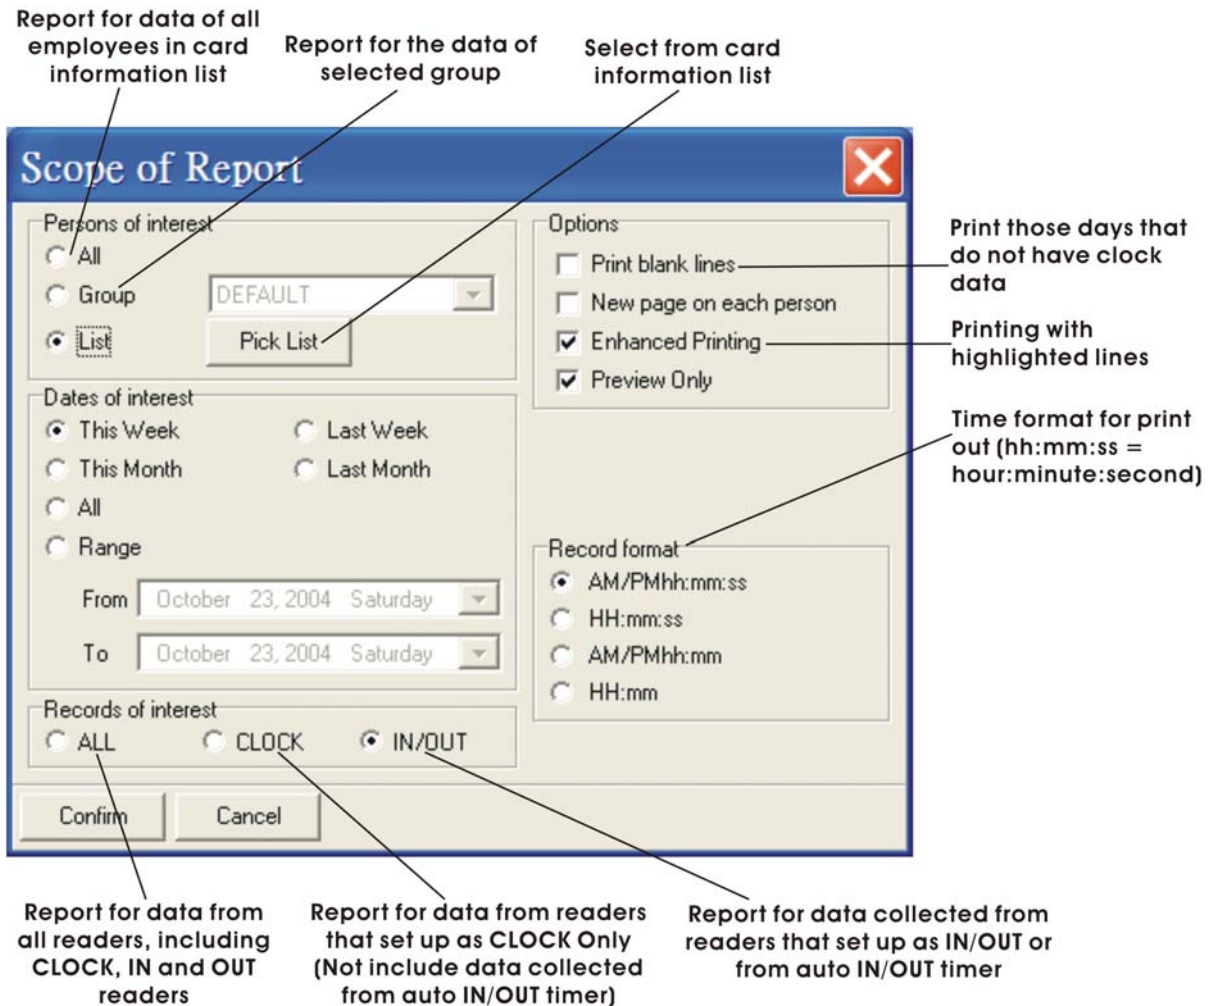 Report for data of all
employees in card
information list
Report for the data of
selected group
Select from card
information list
Scope of Report
Persons of interest
All
Group
DEFAULT
List
Pick List
Options
Print blank lines
New page on each person
Enhanced Printing
Preview Only
Print those days that
do not have clock
data
Printing with
highlighted lines
Dates of interest
This Week
Last Week
This Month
Last Month
All
Range
From October 23, 2004 Saturday
To October 23, 2004 Saturday
Time format for print
out (hh:mm:ss =
hour:minute:second)
Record format
AM/PMhh:mm:ss
HH:mm:ss
AM/PMhh:mm
HH:mm
Records of interest
ALL
CLOCK
IN/OUT
Confirm
Cancel
Report for data from
all readers, including
CLOCK, IN and OUT
readers
Report for data from readers
that set up as CLOCK Only
(Not include data collected
from auto IN/OUT timer)
Report for data collected from
readers that set up as IN/OUT or
from auto IN/OUT timer